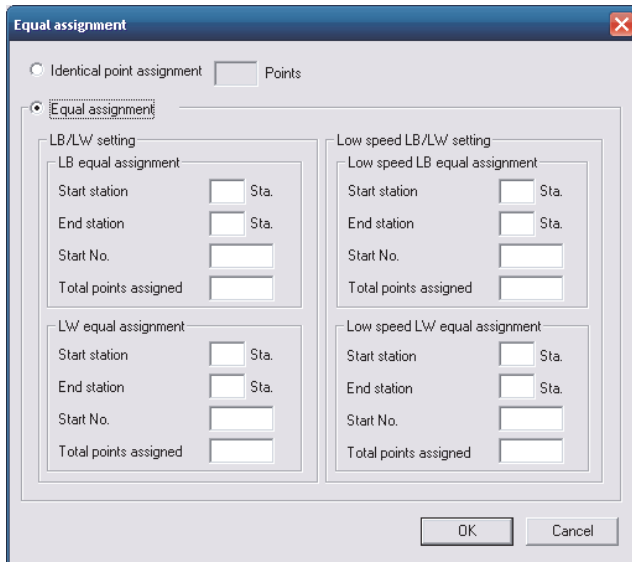 Equal assignment
Identical point assignment Points
Equal assignment
LB/LW setting
LB equal assignment
Start station Sta.
End station Sta.
Start No.
Total points assigned
LW equal assignment
Start station Sta.
End station Sta.
Start No.
Total points assigned
Low speed LB/LW setting
Low speed LB equal assignment
Start station Sta.
End station Sta.
Start No.
Total points assigned
Low speed LW equal assignment
Start station Sta.
End station Sta.
Start No.
Total points assigned
OK Cancel